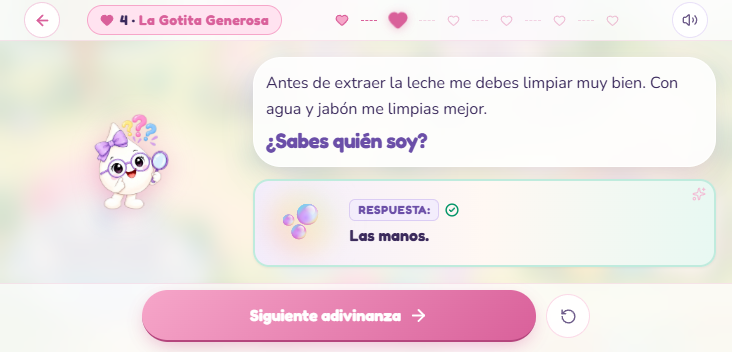 4 · La Gotita Generosa
Antes de extraer la leche me debes limpiar muy bien. Con
agua y jabón me limpias mejor.
¿Sabes quién soy?
RESPUESTA:
Las manos.
Siguiente adivinanza